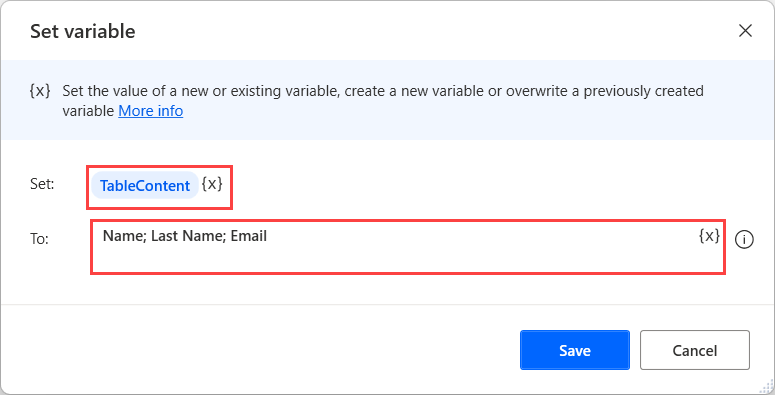 Set variable
{x} Set the value of a new or existing variable, create a new variable or overwrite a previously created
variable More info
Set: TableContent {x}
To: Name; Last Name; Email {x}
Save Cancel